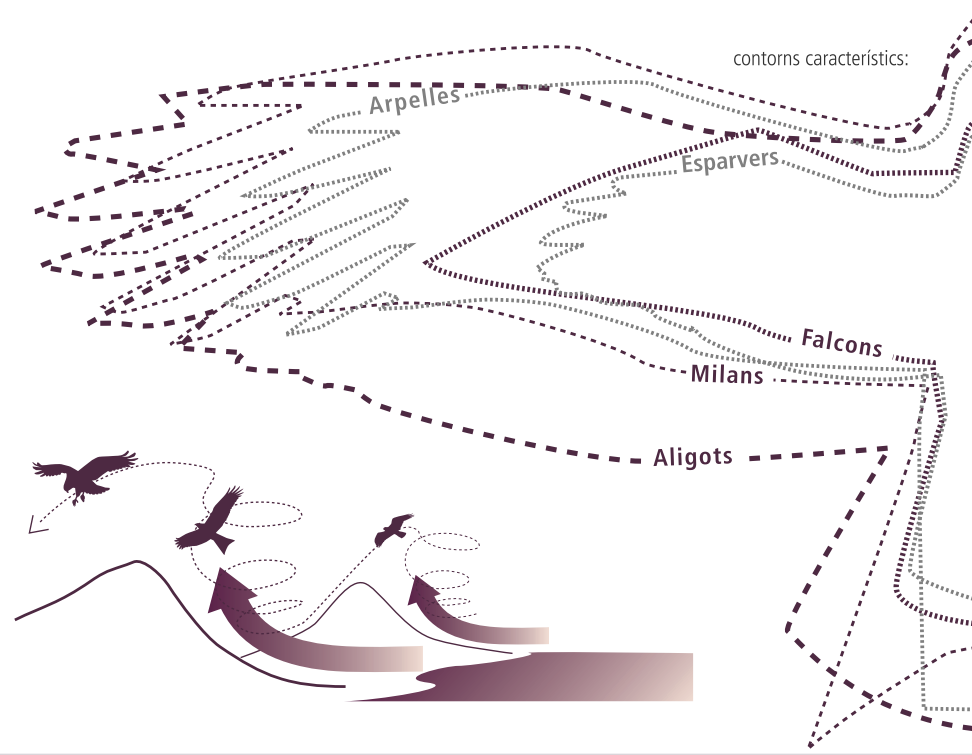 contorns característics:
Arpelles
Esparvers
Falcons
Milans
Aligots